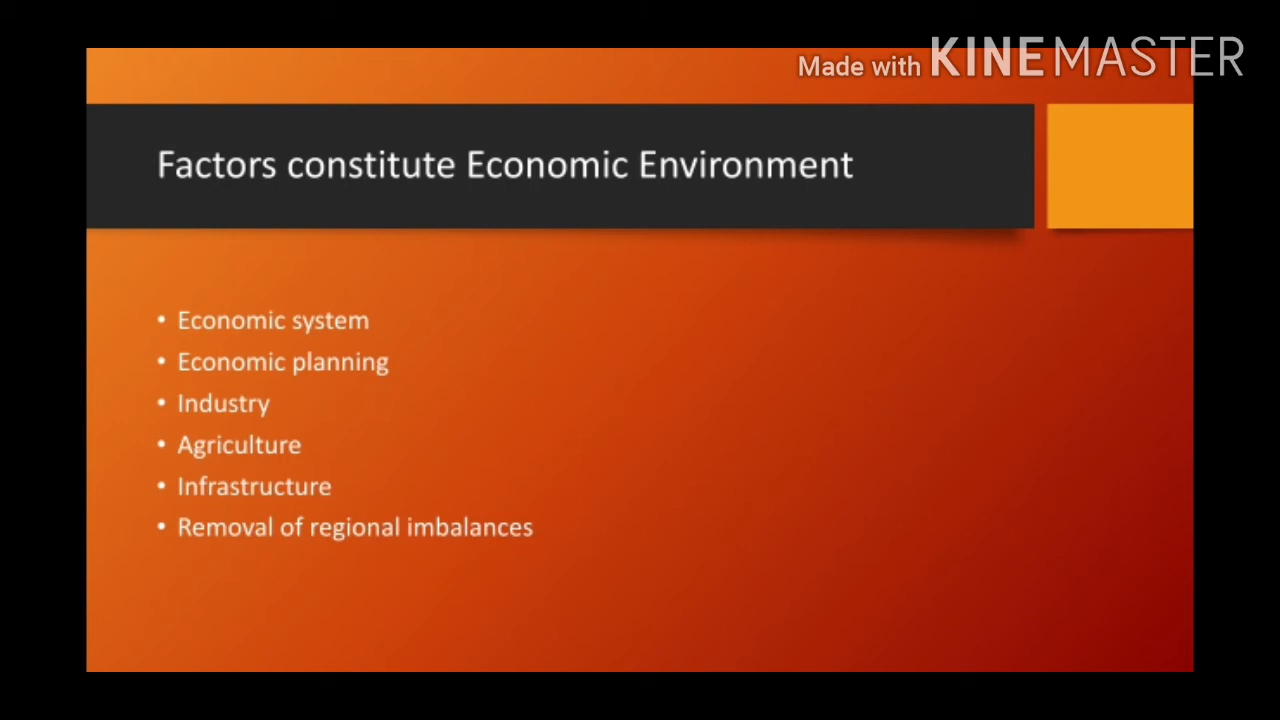 Made with KINEMASTER
Factors constitute Economic Environment
• Economic system
• Economic planning
• Industry
• Agriculture
• Infrastructure
• Removal of regional imbalances